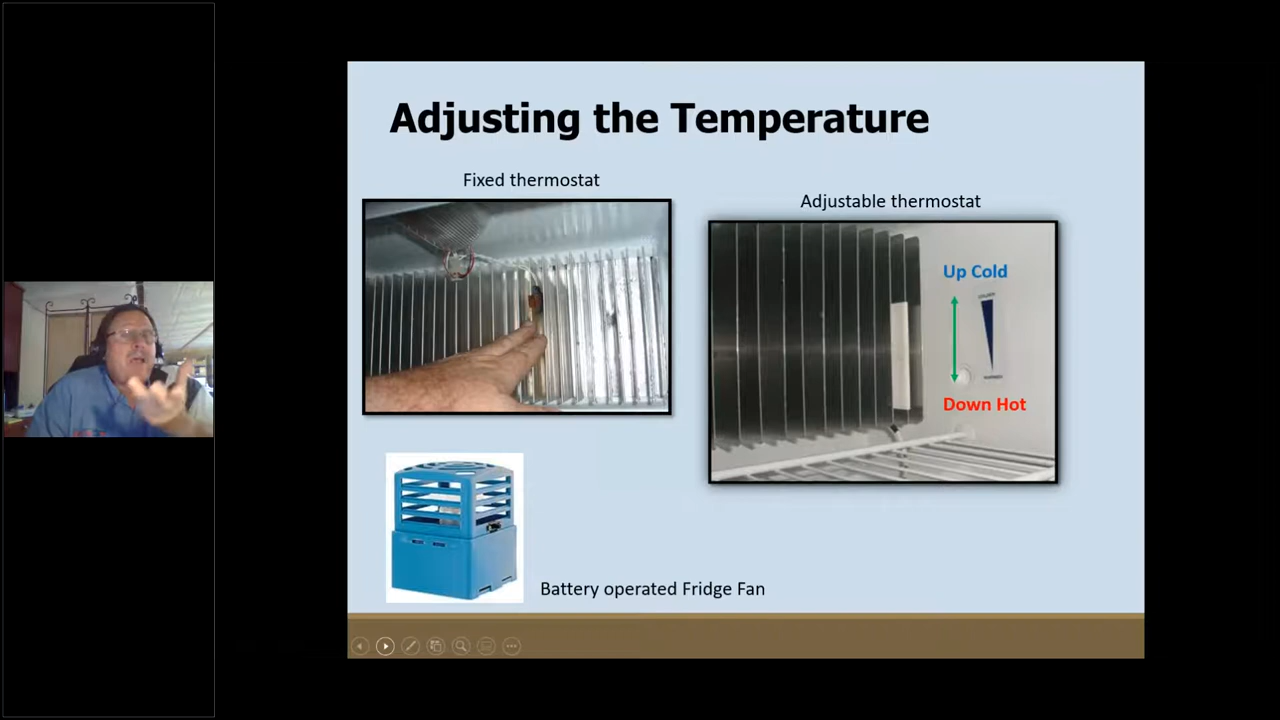 Adjusting the Temperature
Fixed thermostat
Adjustable thermostat
Up Cold
Down Hot
Battery operated Fridge Fan